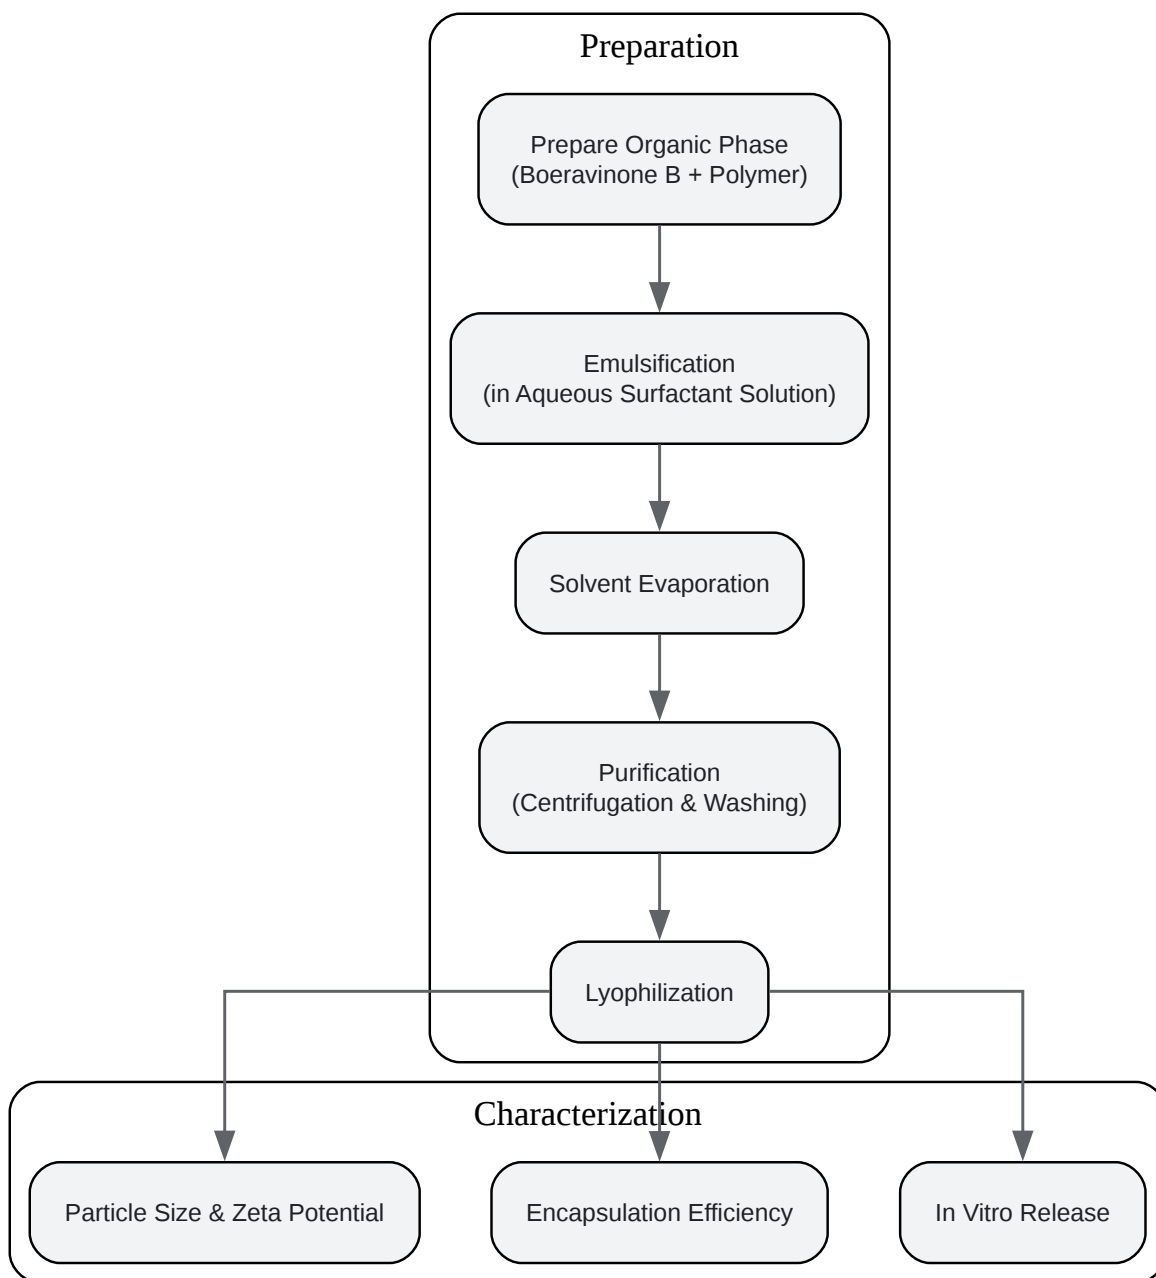 Preparation
Prepare Organic Phase
(Boeravinone B + Polymer)
Emulsification
(in Aqueous Surfactant Solution)
Solvent Evaporation
Purification
(Centrifugation & Washing)
Lyophilization
Characterization
Particle Size & Zeta Potential
Encapsulation Efficiency
In Vitro Release